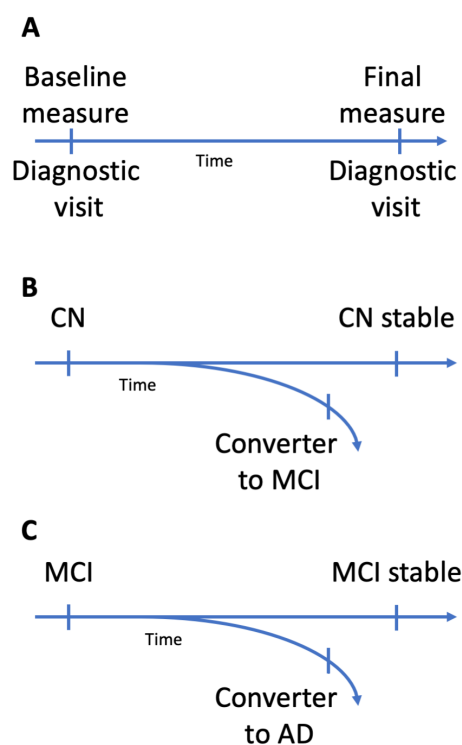 A
Baseline
measure
Final
measure
Time
Diagnostic
visit
Diagnostic
visit
B
CN
CN stable
Time
Converter
to MCI
C
MCI
MCI stable
Time
Converter
to AD